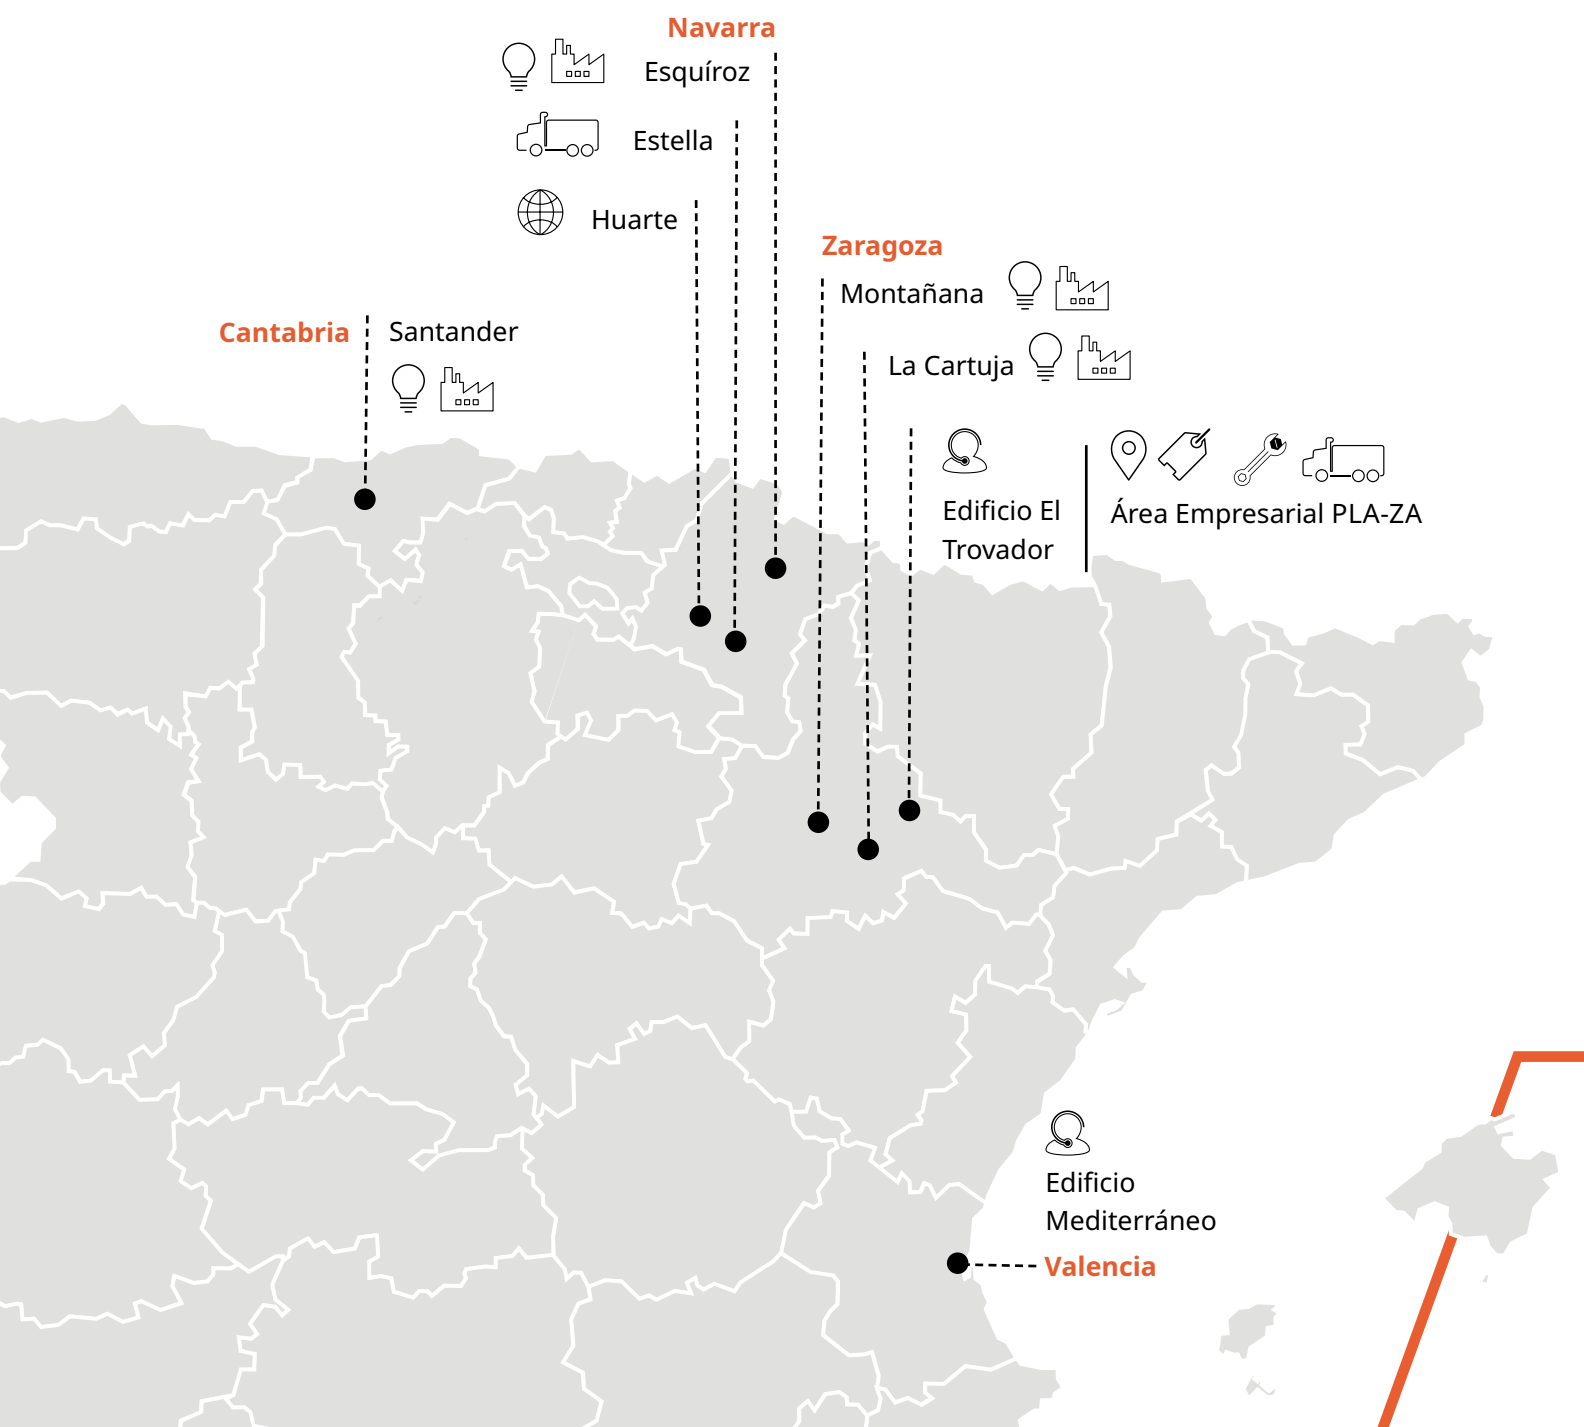 Navarra
Esquíroz
Estella
Huarte
Zaragoza
Montañana
Cantabria
Santander
La Cartuja
Edificio El
Trovador
Área Empresarial PLA-ZA
Edificio
Mediterráneo
Valencia